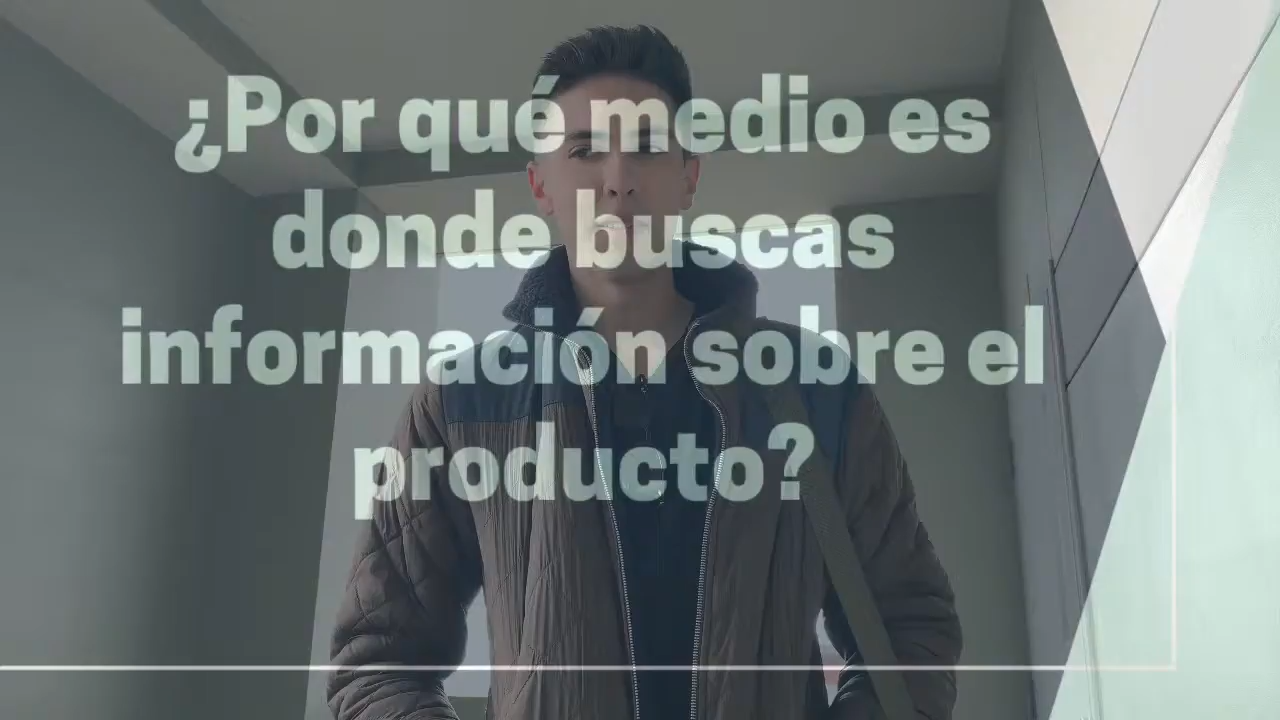 ¿Por qué medio es
donde buscas
información sobre el
producto?